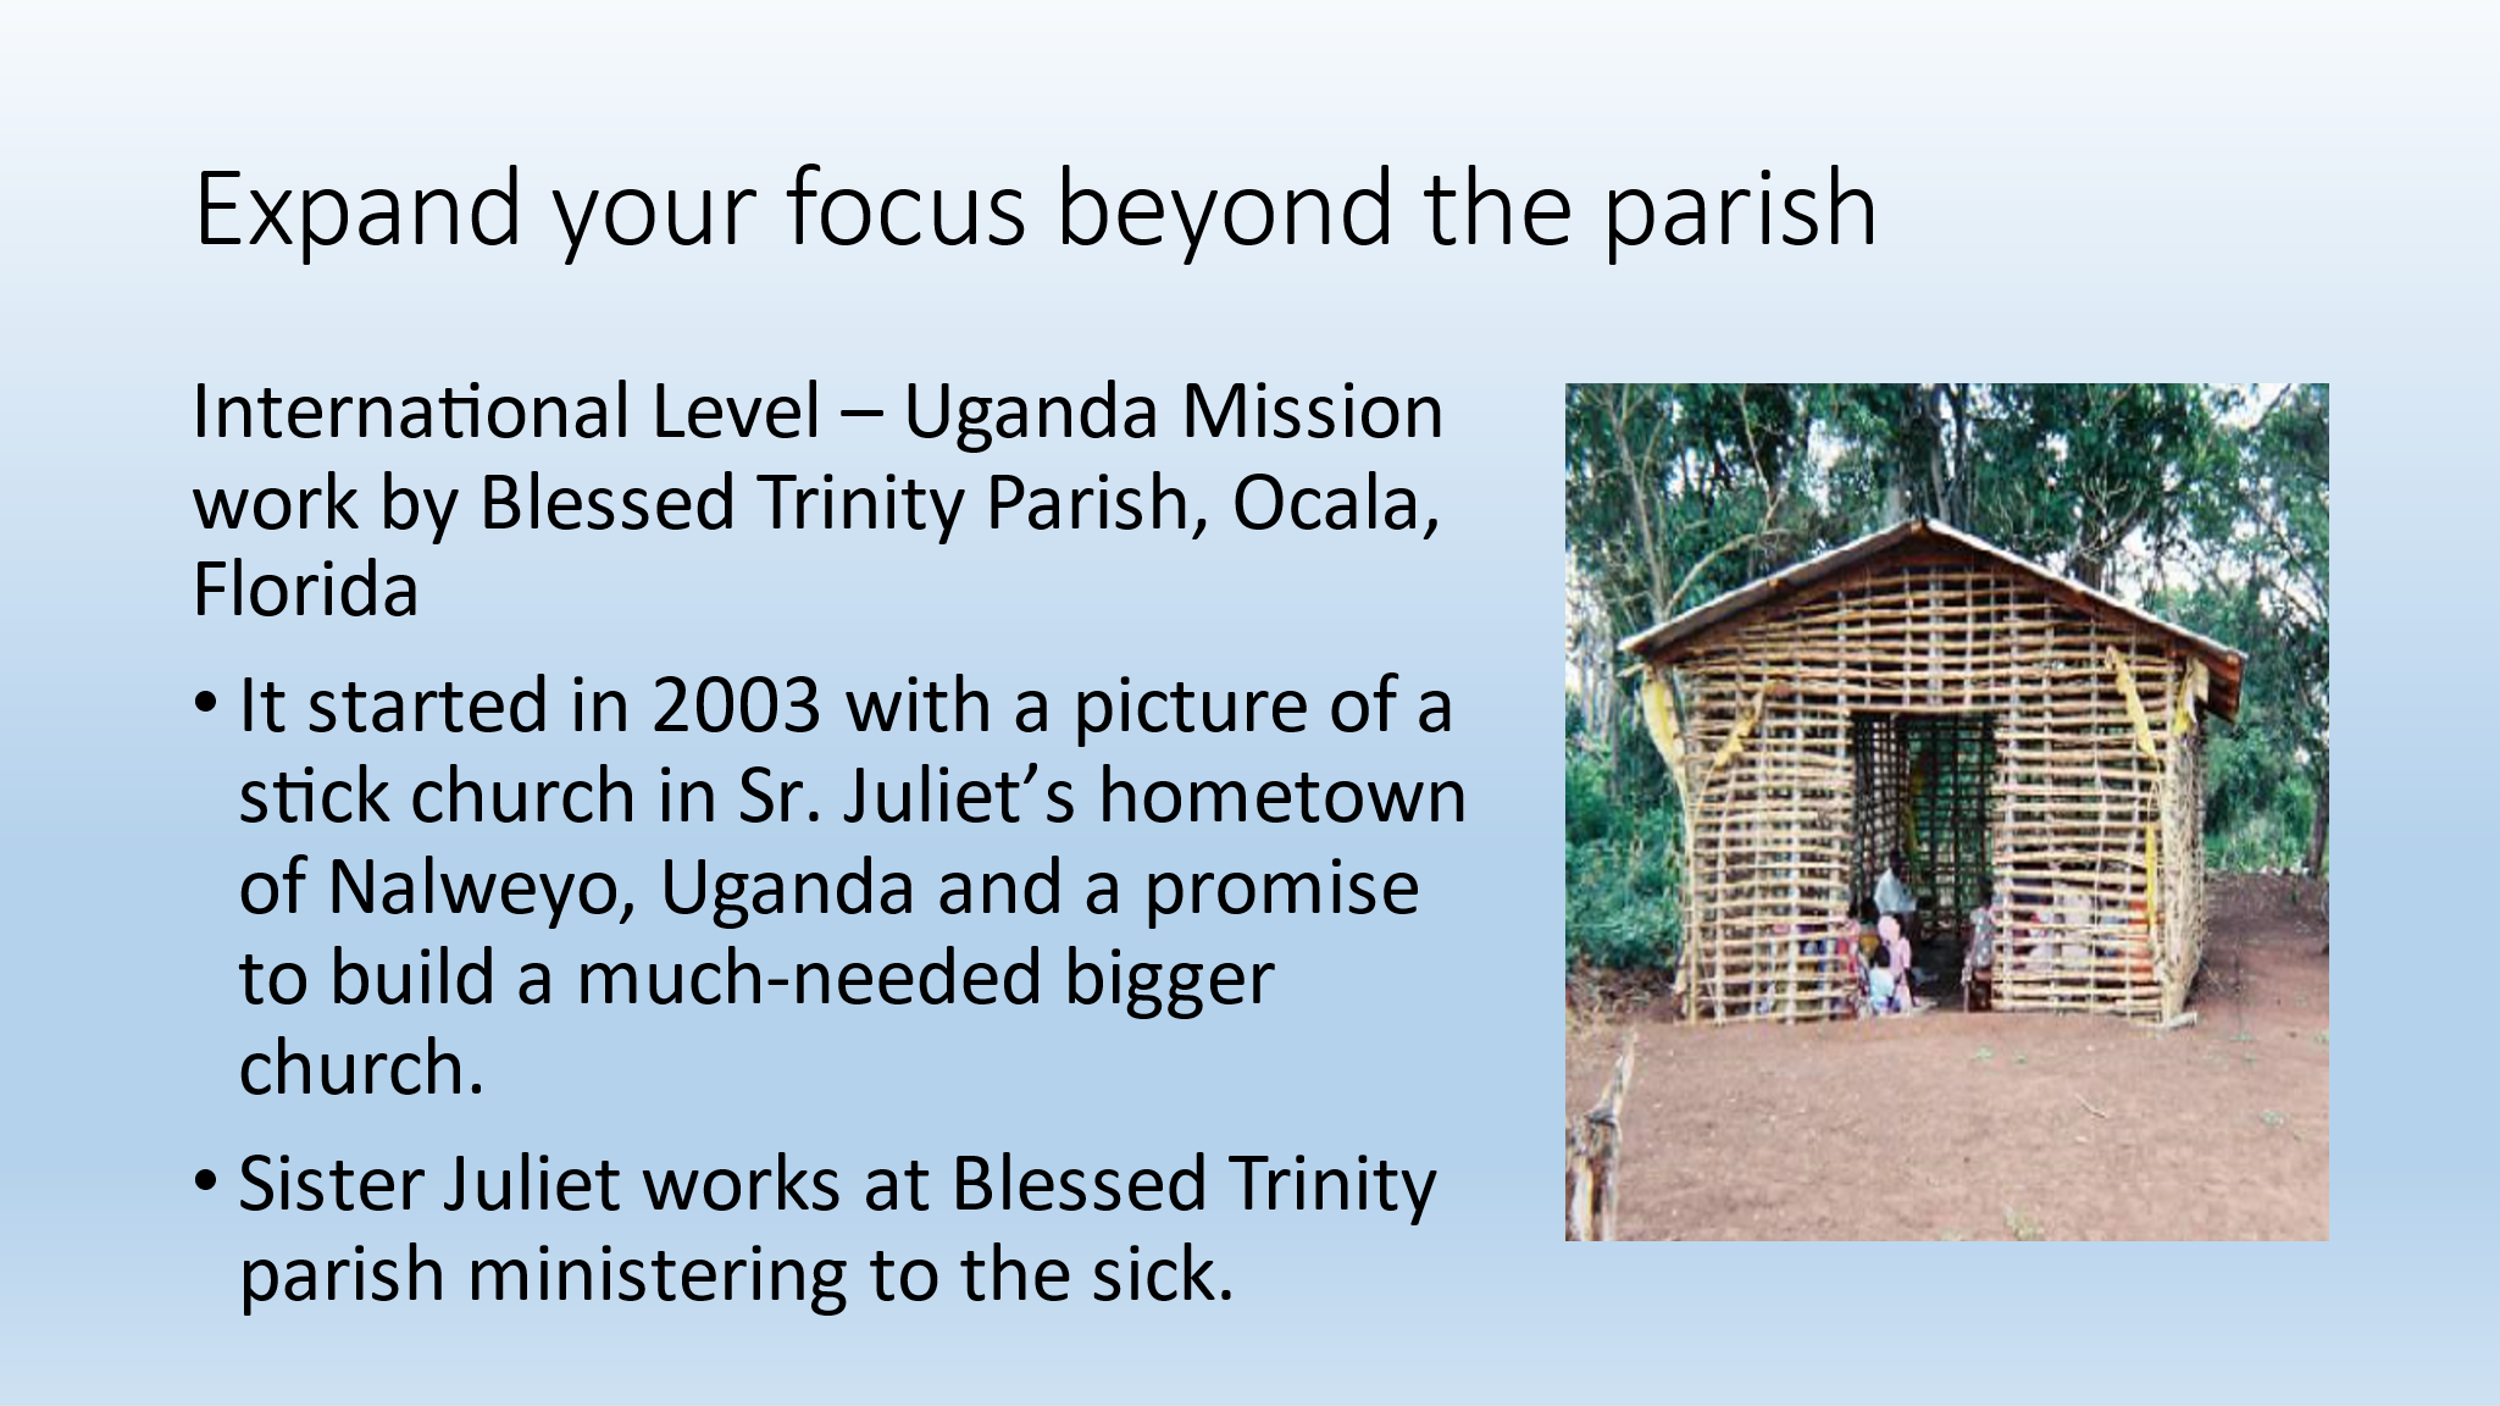 Expand your focus beyond the parish
International Level – Uganda Mission
work by Blessed Trinity Parish, Ocala,
Florida
• It started in 2003 with a picture of a
stick church in Sr. Juliet’s hometown
of Nalweyo, Uganda and a promise
to build a much-needed bigger
church.
• Sister Juliet works at Blessed Trinity
parish ministering to the sick.